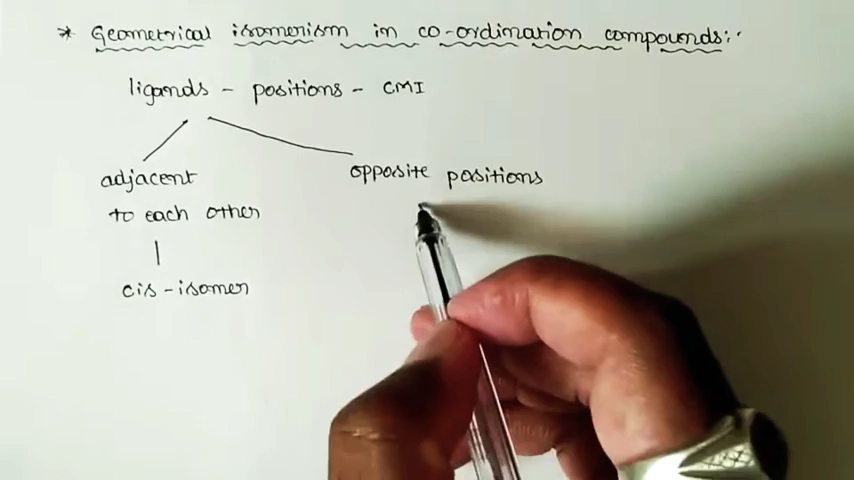 * Geometrical isomerism in co-ordination compounds:-
ligands - positions - CMI
adjacent
to each other
cis-isomer
opposite positions